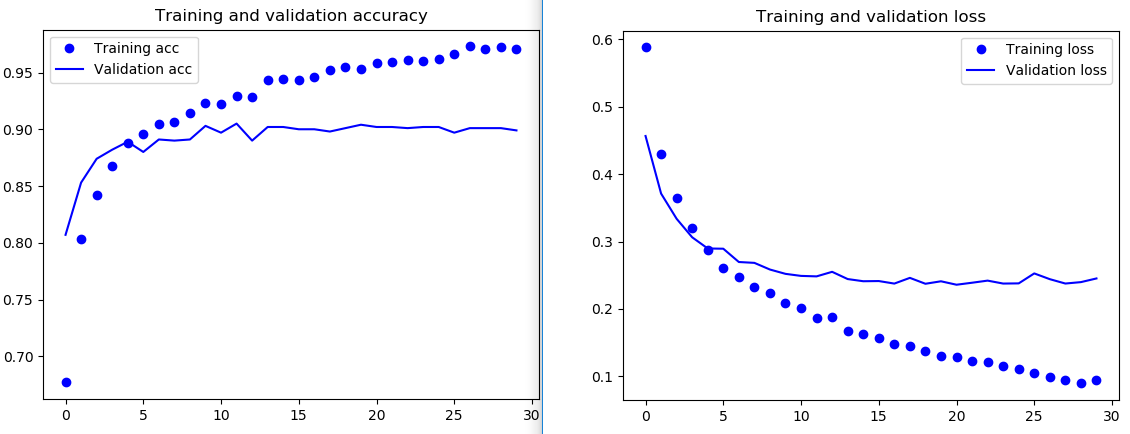 Training and validation accuracy
Training acc
Validation acc
0.95
0.90
0.85
0.80
0.75
0.70
0 5 10 15 20 25 30
Training and validation loss
Training loss
Validation loss
0.6
0.5
0.4
0.3
0.2
0.1
0 5 10 15 20 25 30